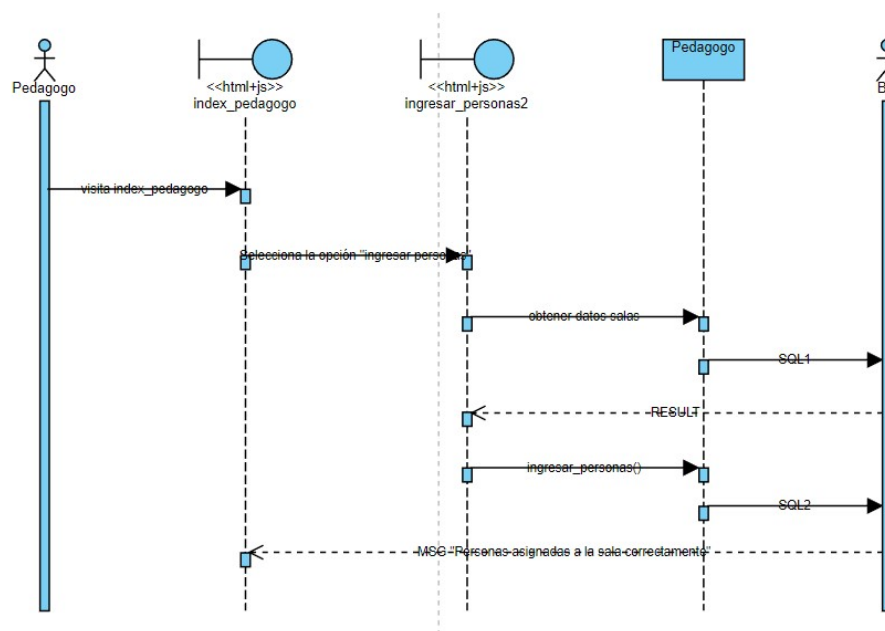 Pedagogo
<<html+js>>
index_pedagogo
<<html+js>>
ingresar_personas2
Pedagogo
visita index_pedagogo
Selecciona la opción "ingresar personas"
obtener datos salas
SQL1
RESULT
ingresar_personas()
SQL2
MSG "Personas asignadas a la sala correctamente"